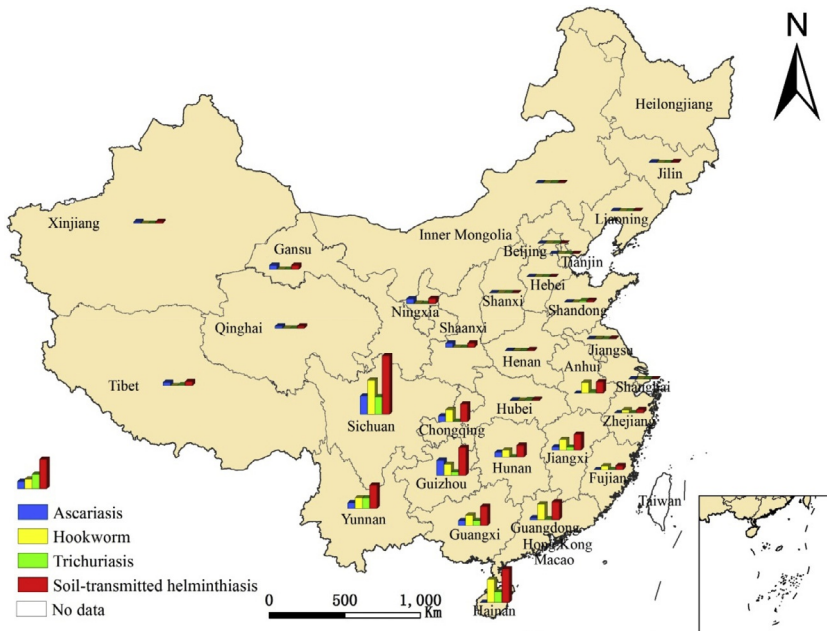 N
Heilongjiang
Jilin
Liaoning
Xinjiang
Inner Mongolia
Gansu
Beijing
Tianjin
Hebei
Ningxia
Shanxi
Shandong
Qinghai
Shaanxi
Henan
Jiangsu
Anhui
Tibet
Shanghai
Hubei
Zhejiang
Sichuan
Chongqing
Hunan
Jiangxi
Guizhou
Fujian
Taiwan
Yunnan
Guangxi
Guangdong
Hong Kong
Macao
Hainan
Ascariasis
Hookworm
Trichuriasis
Soil-transmitted helminthiasis
No data
0 500 1,000
Km